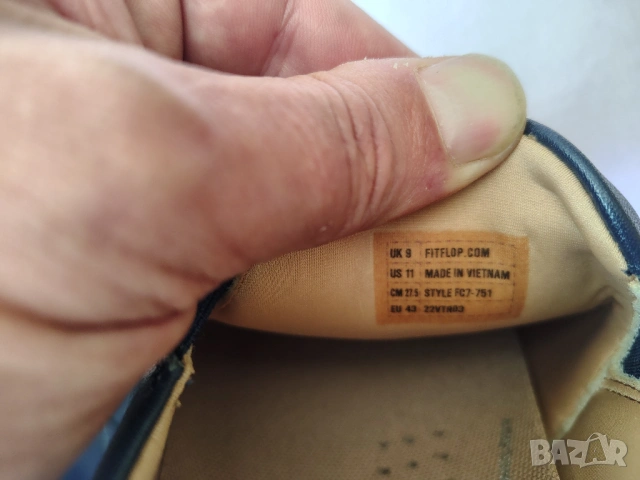 UK 9 FITFLOP.COM
US 11 MADE IN VIETNAM
CM 27.5 STYLE FC7-751
EU 43
BAZAR